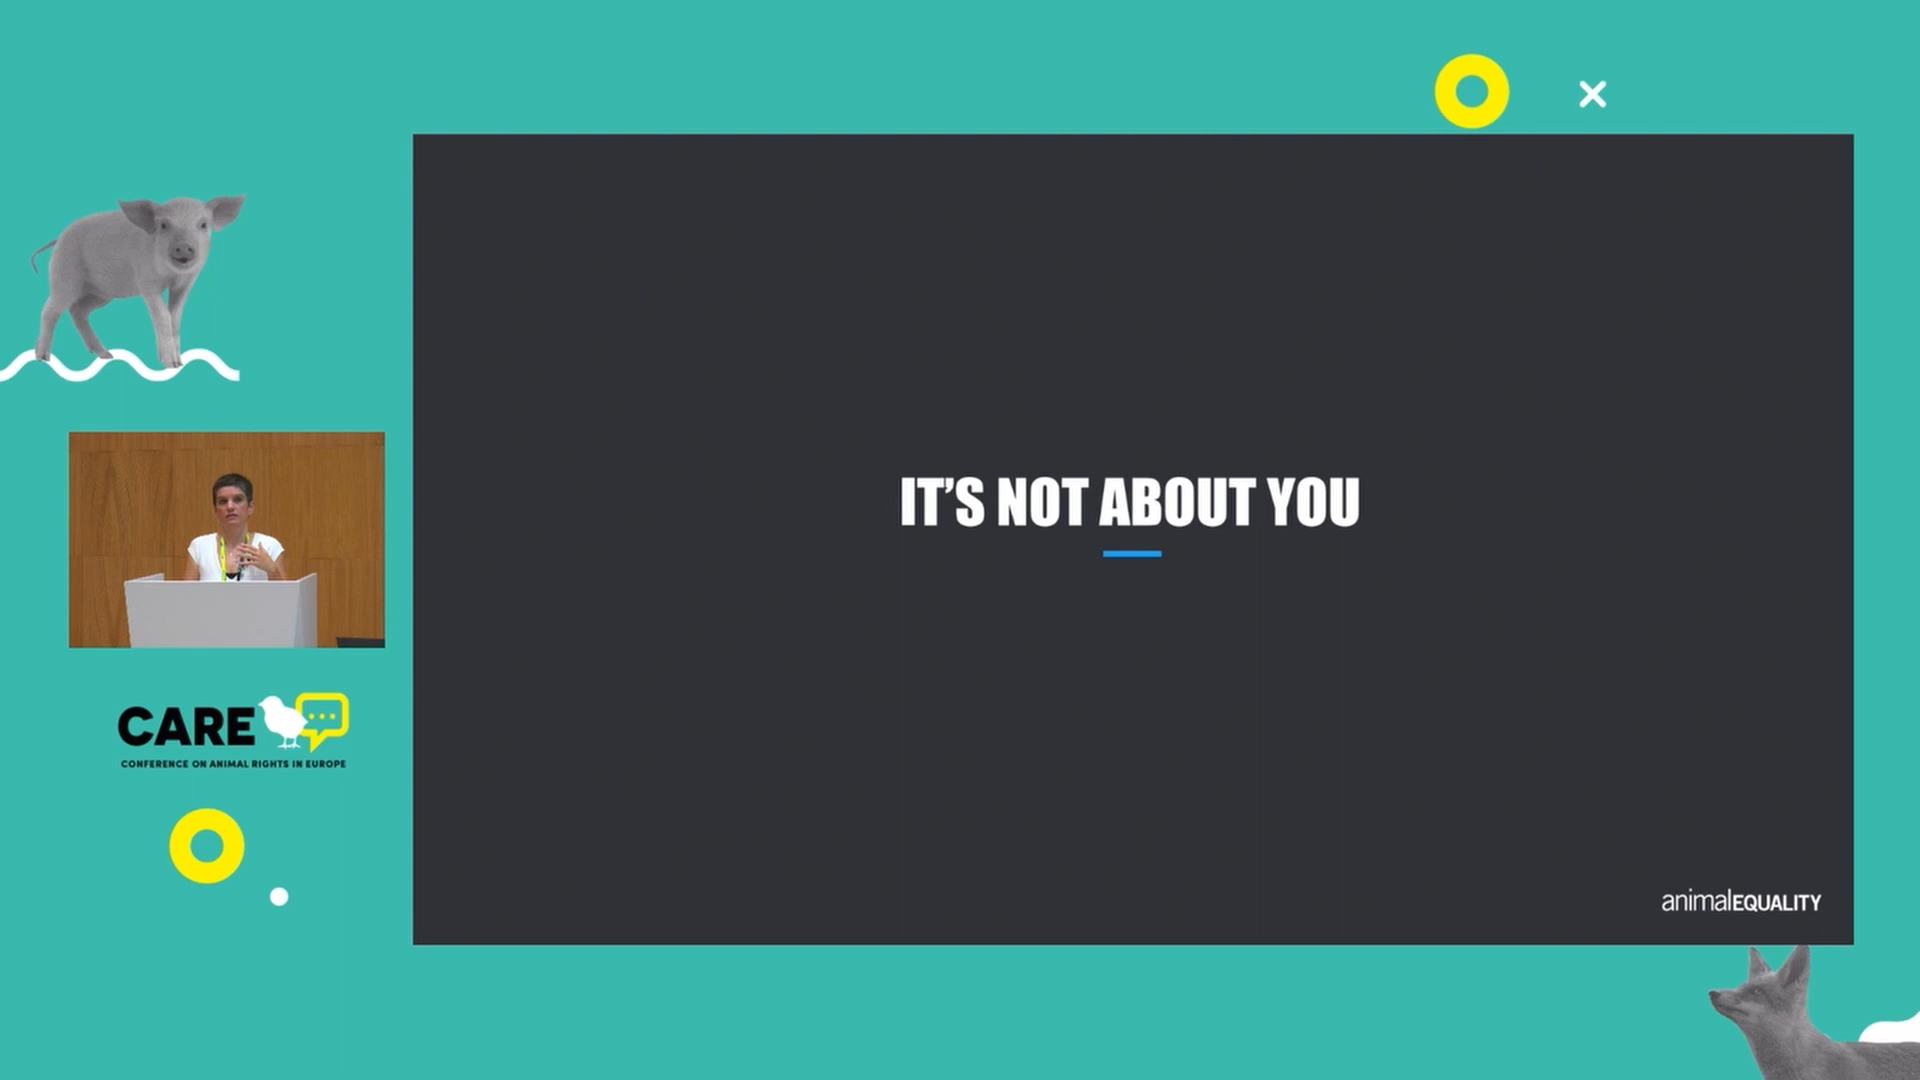 IT'S NOT ABOUT YOU
CARE
CONFERENCE ON ANIMAL RIGHTS IN EUROPE
animalEQUALITY